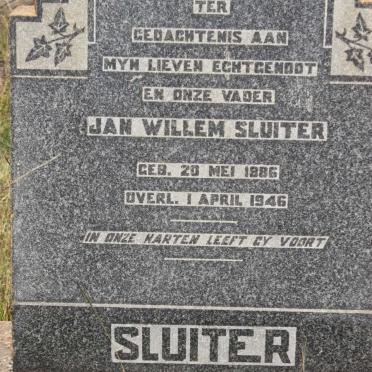 TER
GEDACHTENIS AAN
MYN LIEVEN ECHTGENOOT
EN ONZE VADER
JAN WILLEM SLUITER
GEB. 20 MEI 1886
OVERL. 1 APRIL 1946
IN ONZE HARTEN LEEFT GY VOORT
SLUITER